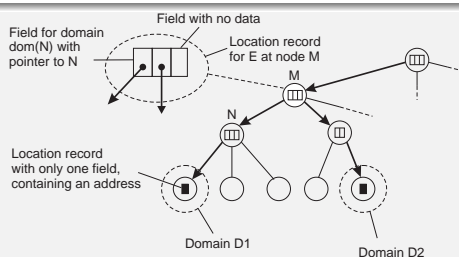 Field with no data
Field for domain
dom(N) with
pointer to N
Location record
for E at node M
M
N
Location record
with only one field,
containing an address
Domain D1
Domain D2